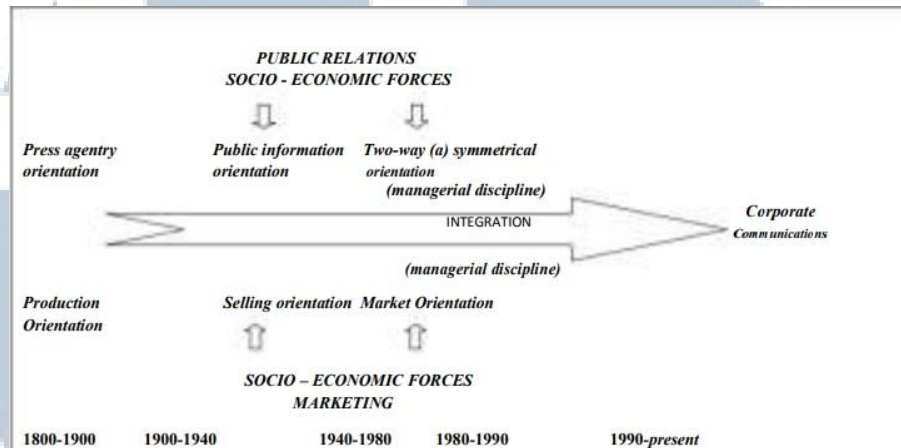 PUBLIC RELATIONS
SOCIO - ECONOMIC FORCES
Press agentry
orientation
Public information
orientation
Two-way (a) symmetrical
orientation
(managerial discipline)
INTEGRATION
Corporate
Communications
(managerial discipline)
Production
Orientation
Selling orientation
Market Orientation
SOCIO – ECONOMIC FORCES
MARKETING
1800-1900 1900-1940 1940-1980 1980-1990 1990-present